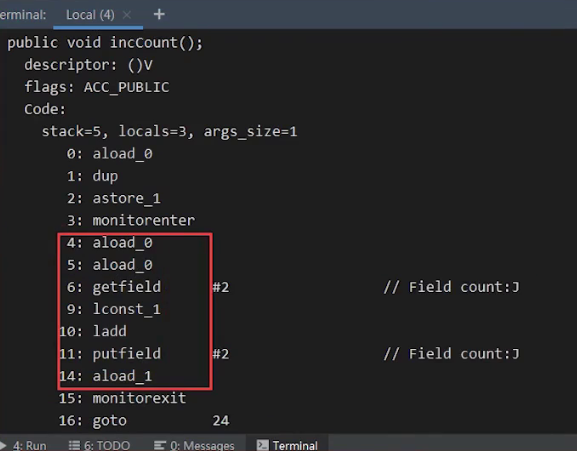 erminal: Local (4) × +
public void incCount();
descriptor: ()V
flags: ACC_PUBLIC
Code:
stack=5, locals=3, args_size=1
0: aload_0
1: dup
2: astore_1
3: monitorenter
4: aload_0
5: aload_0
6: getfield #2 // Field count:J
9: lconst_1
10: ladd
11: putfield #2 // Field count:J
14: aload_1
15: monitorexit
16: goto 24
4: Run 6: TODO 0: Messages Terminal